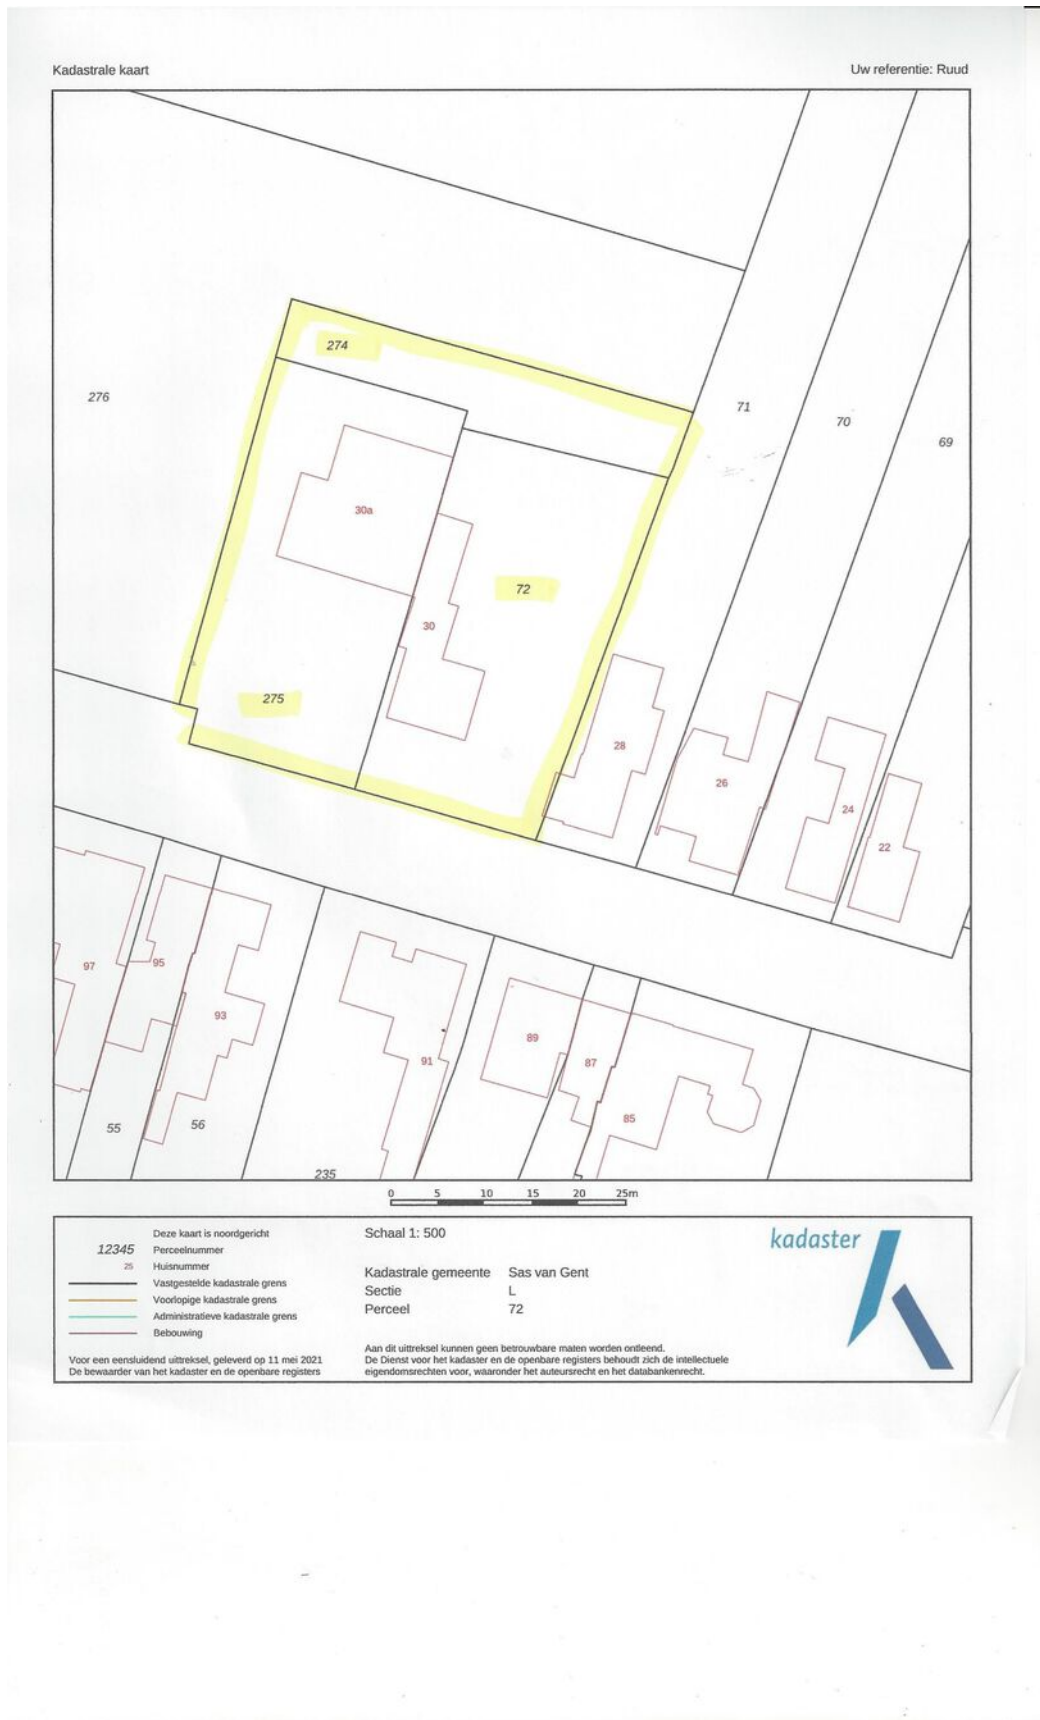 Kadastrale kaart
Uw referentie: Ruud
274
276
71
70
69
30a
72
30
275
28
26
24
22
97
95
93
91
89
87
85
55
56
235
0 5 10 15 20 25m
Deze kaart is noordgericht
12345 Perceelnummer
25 Huisnummer
Vastgestelde kadastrale grens
Voorlopige kadastrale grens
Administratieve kadastrale grens
Bebouwing
Voor een eensluidend uittreksel, geleverd op 11 mei 2021
De bewaarder van het kadaster en de openbare registers
Schaal 1: 500
Kadastrale gemeente Sas van Gent
Sectie L
Perceel 72
Aan dit uittreksel kunnen geen betrouwbare maten worden ontleend.
De Dienst voor het kadaster en de openbare registers behoudt zich de intellectuele
eigendomsrechten voor, waaronder het auteursrecht en het databankenrecht.
kadaster